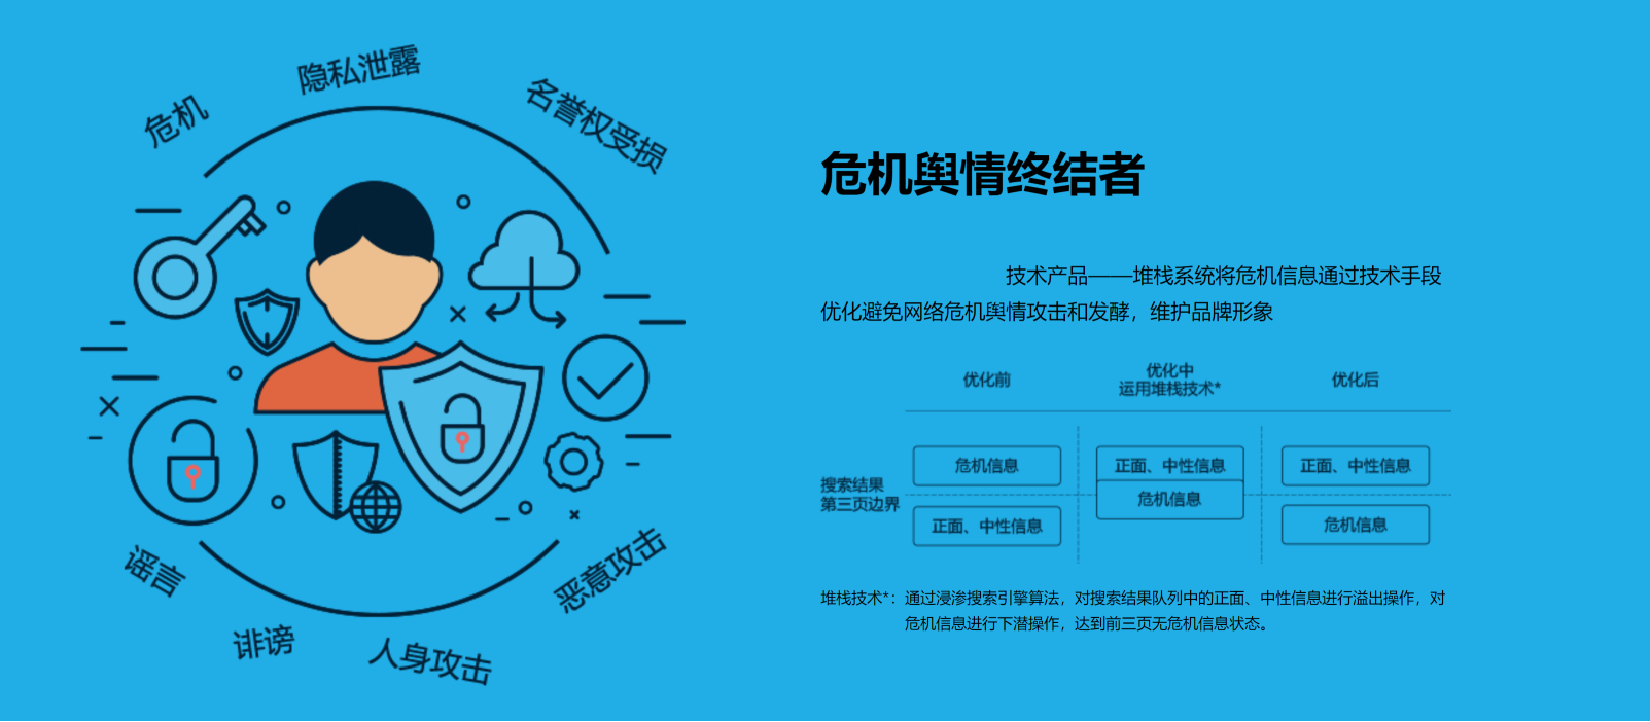 危机
隐私泄露
名誉权受损
谣言
诽谤
人身攻击
恶意攻击
危机舆情终结者
技术产品——堆栈系统将危机信息通过技术手段
优化避免网络危机舆情攻击和发酵，维护品牌形象
优化前
优化中
运用堆栈技术*
优化后
搜索结果
第三页边界
危机信息
正面、中性信息
正面、中性信息
危机信息
正面、中性信息
危机信息
堆栈技术*：通过浸渗搜索引擎算法，对搜索结果队列中的正面、中性信息进行溢出操作，对
危机信息进行下潜操作，达到前三页无危机信息状态。